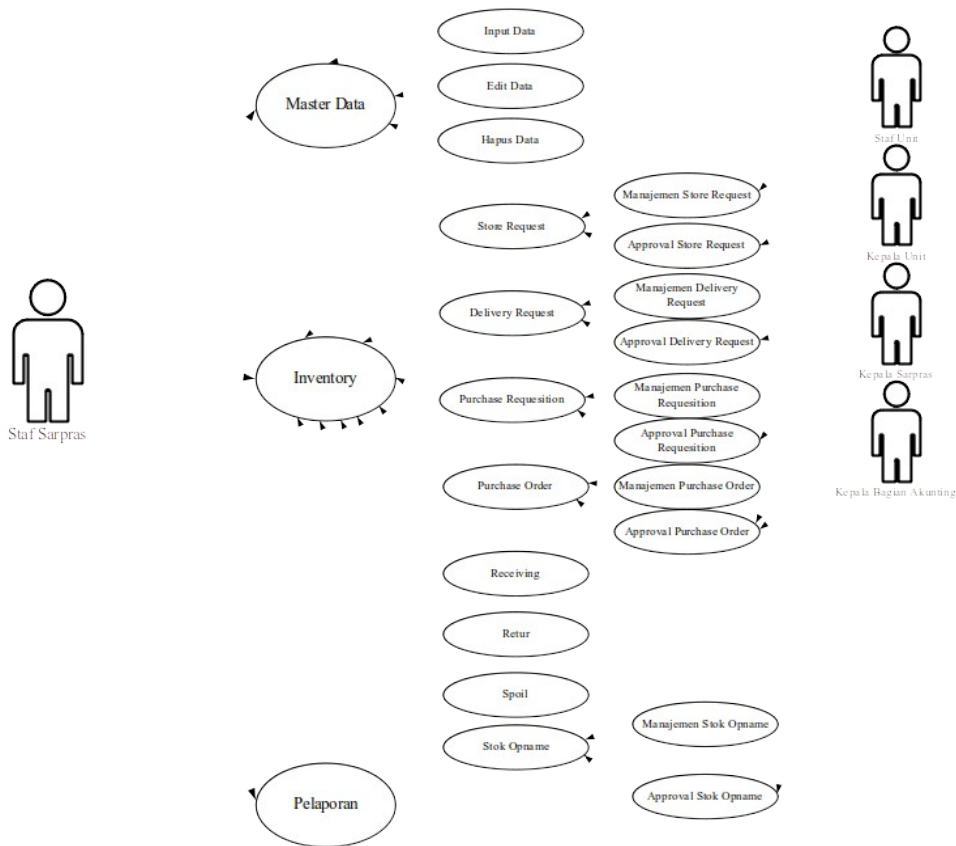 Input Data
Master Data
Edit Data
Hapus Data
Staf Unit
Manajemen Store Request
Store Request
Approval Store Request
Kepala Unit
Manajemen Delivery
Request
Delivery Request
Approval Delivery Request
Kepala Sarpras
Inventory
Staf Sarpras
Manajemen Purchase
Requesition
Purchase Requesition
Approval Purchase
Requesition
Purchase Order
Manajemen Purchase Order
Kepala Bagian Akunting
Approval Purchase Order
Receiving
Retur
Spoil
Manajemen Stok Opname
Stok Opname
Pelaporan
Approval Stok Opname